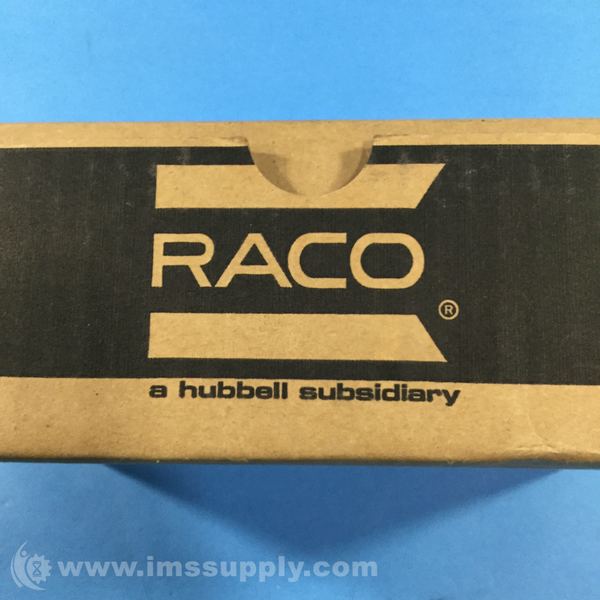 RACO
®
a hubbell subsidiary
www.imssupply.com